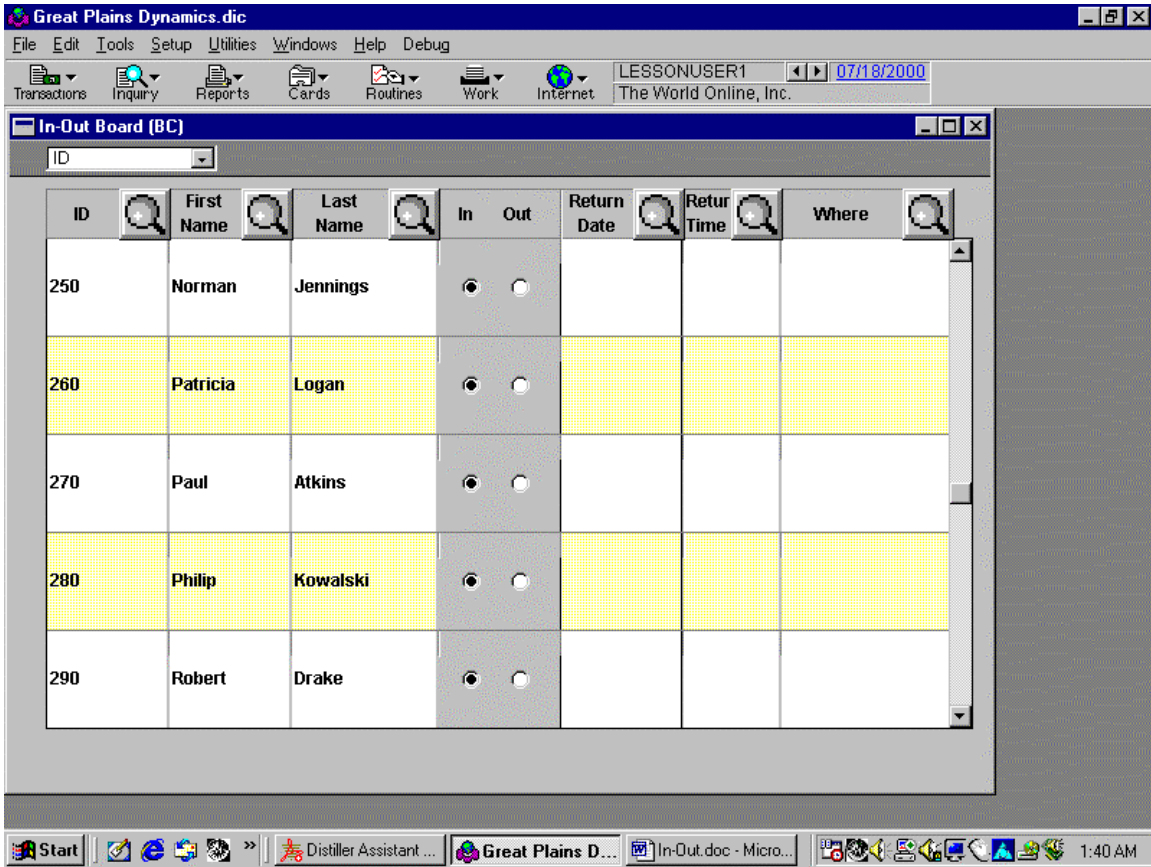 Great Plains Dynamics.dic
File Edit Tools Setup Utilities Windows Help Debug
Transactions Inquiry Reports Cards Routines Work Internet
LESSONUSER1 07/18/2000
The World Online, Inc.
In-Out Board (BC)
ID
ID First Name Last Name In Out Return Date Retur Time Where
250 Norman Jennings
260 Patricia Logan
270 Paul Atkins
280 Philip Kowalski
290 Robert Drake
Start » Distiller Assistant ... Great Plains D... In-Out.doc - Micro... 1:40 AM